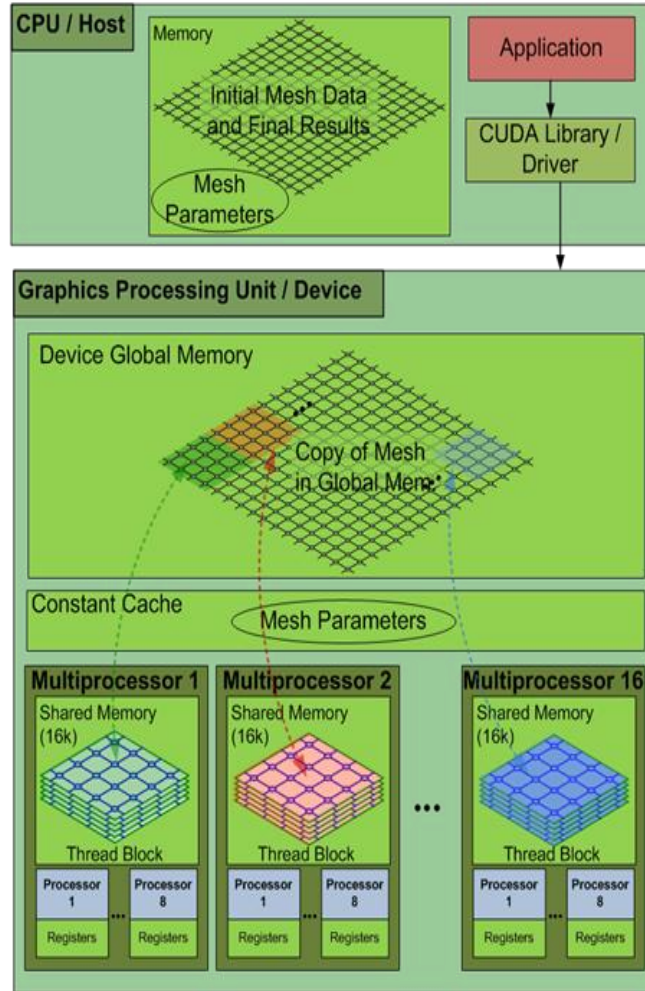 CPU / Host
Memory
Initial Mesh Data
and Final Results
Mesh
Parameters
Application
CUDA Library /
Driver
Graphics Processing Unit / Device
Device Global Memory
Copy of Mesh
in Global Mem
Constant Cache
Mesh Parameters
Multiprocessor 1
Shared Memory
(16k)
Thread Block
Processor
1
...
Processor
8
Registers
Registers
Multiprocessor 2
Shared Memory
(16k)
Thread Block
Processor
1
...
Processor
8
Registers
Registers
...
Multiprocessor 16
Shared Memory
(16k)
Thread Block
Processor
1
...
Processor
8
Registers
Registers